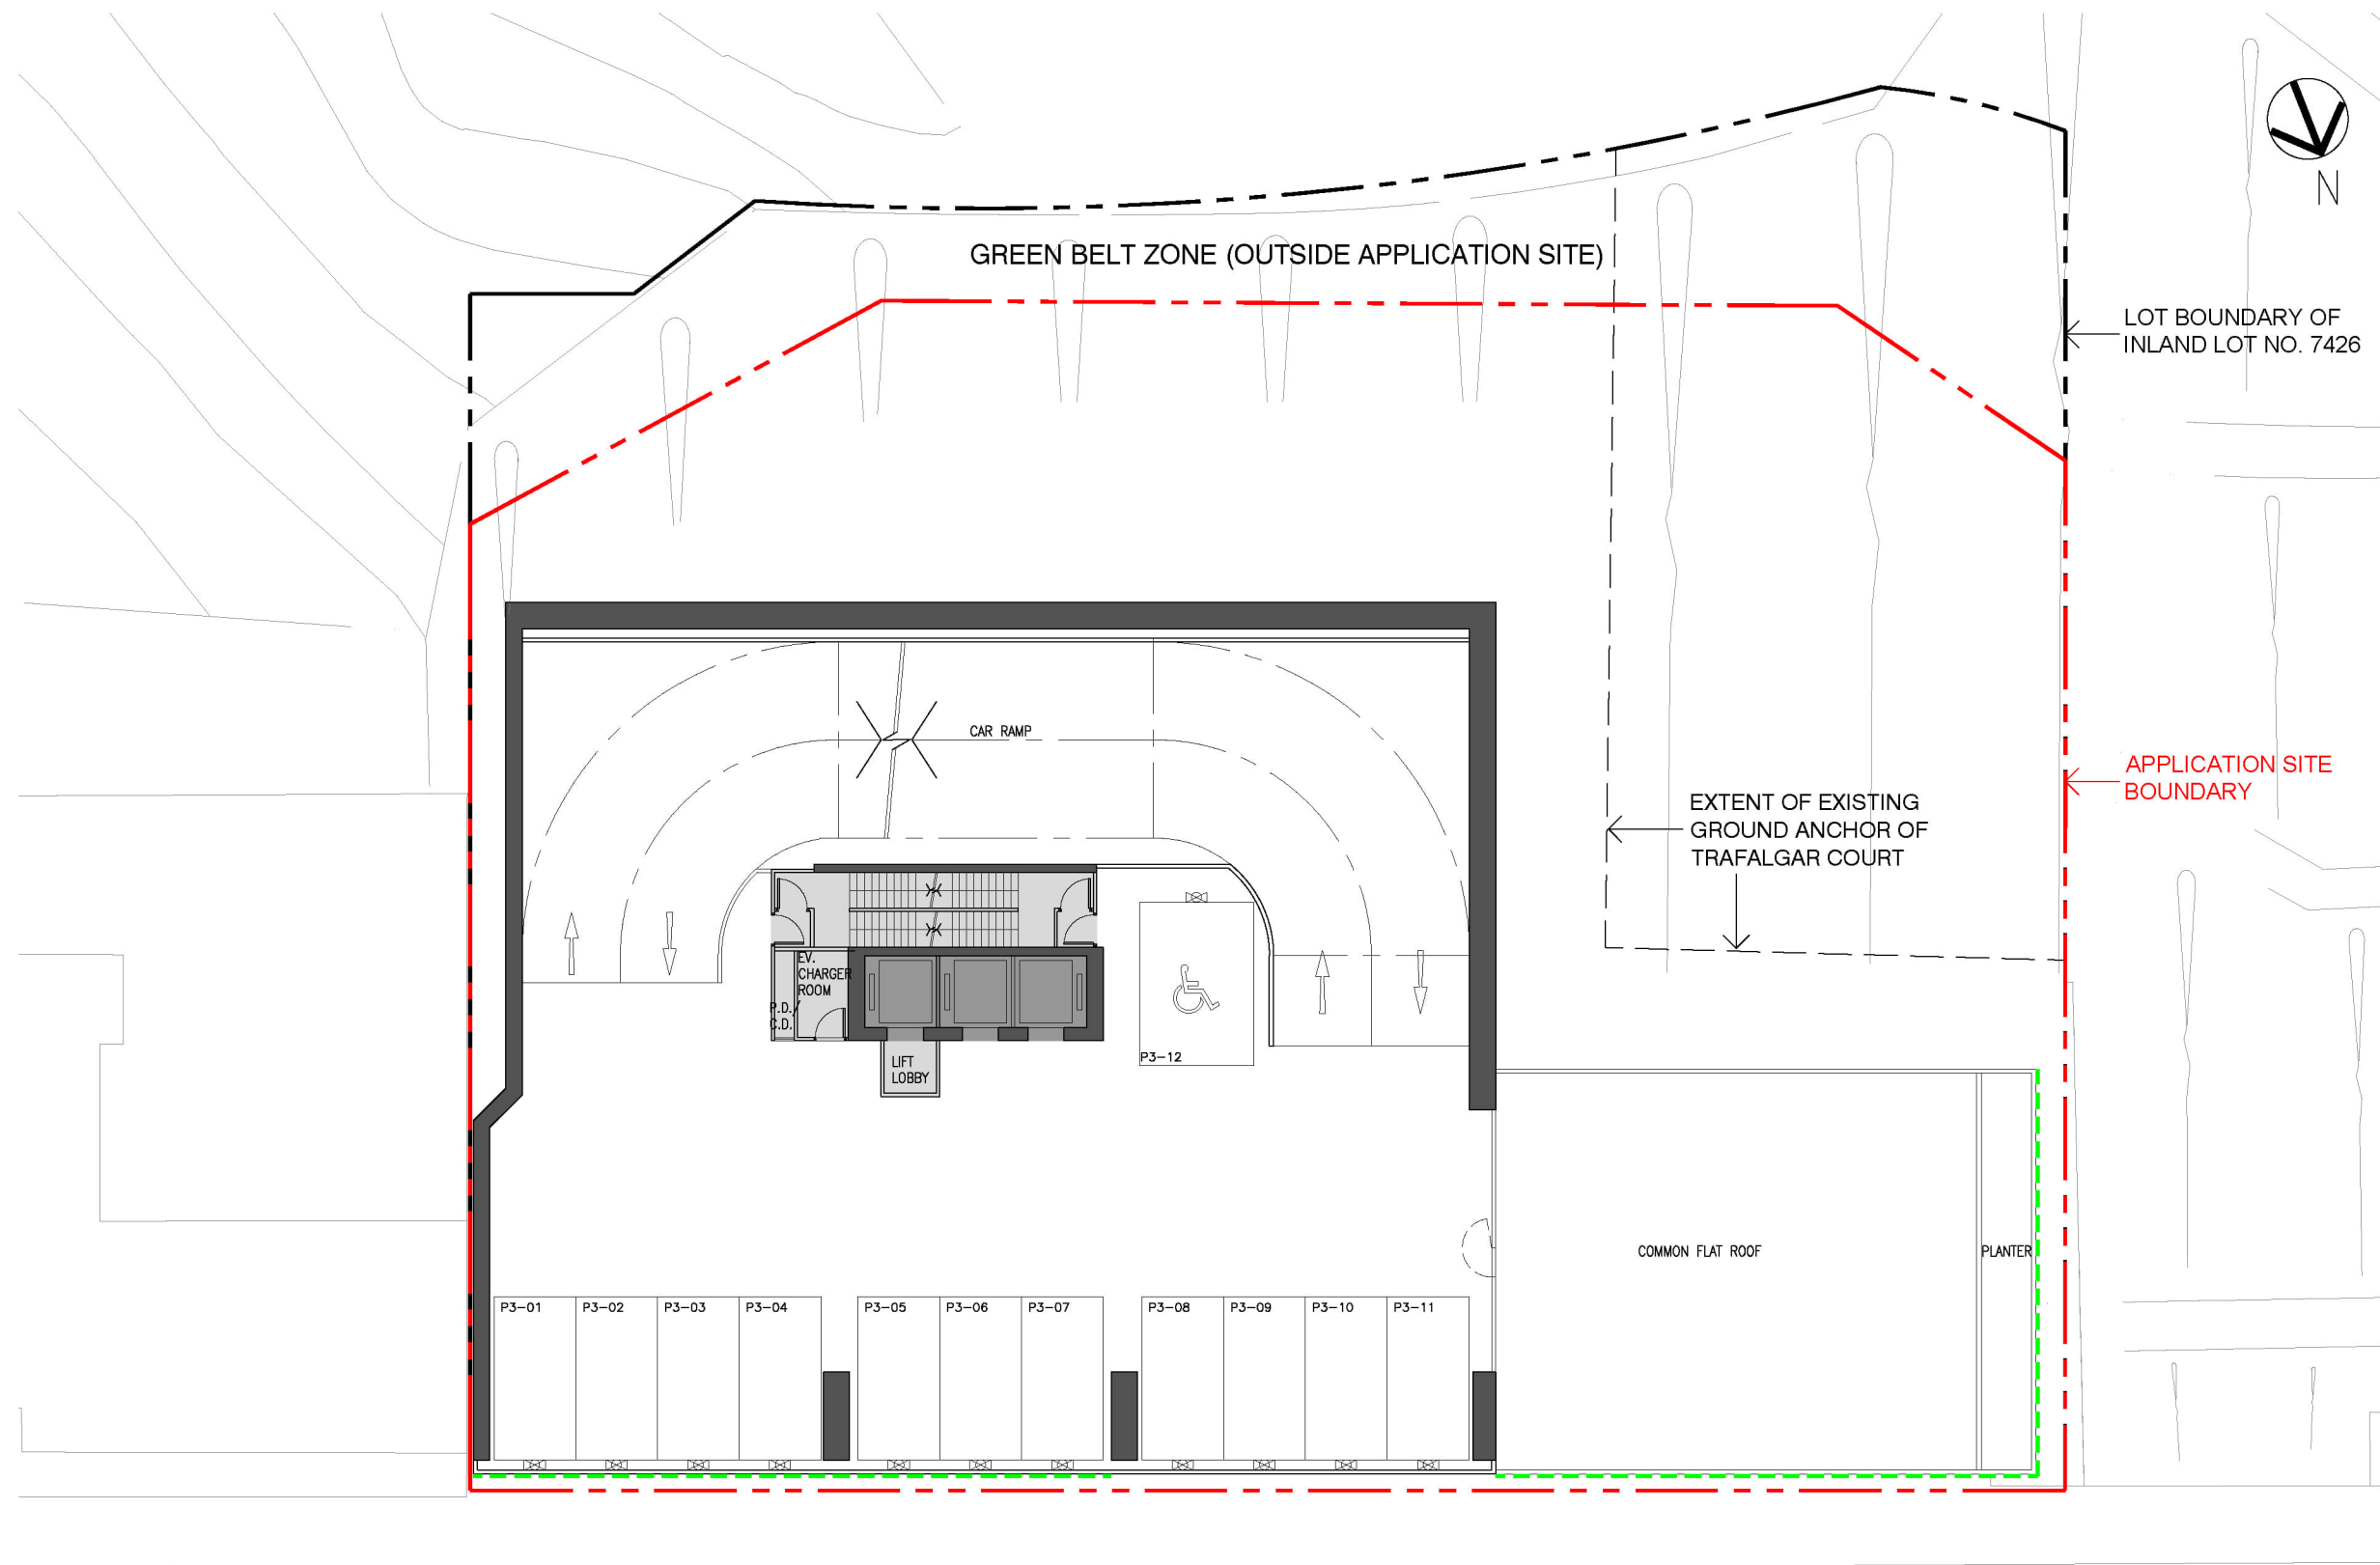 N
GREEN BELT ZONE (OUTSIDE APPLICATION SITE)
LOT BOUNDARY OF
INLAND LOT NO. 7426
CAR RAMP
APPLICATION SITE
BOUNDARY
EXTENT OF EXISTING
GROUND ANCHOR OF
TRAFALGAR COURT
EV.
CHARGER
ROOM
P.D./
C.D.
LIFT
LOBBY
P3-12
COMMON FLAT ROOF
PLANTER
P3-01
P3-02
P3-03
P3-04
P3-05
P3-06
P3-07
P3-08
P3-09
P3-10
P3-11